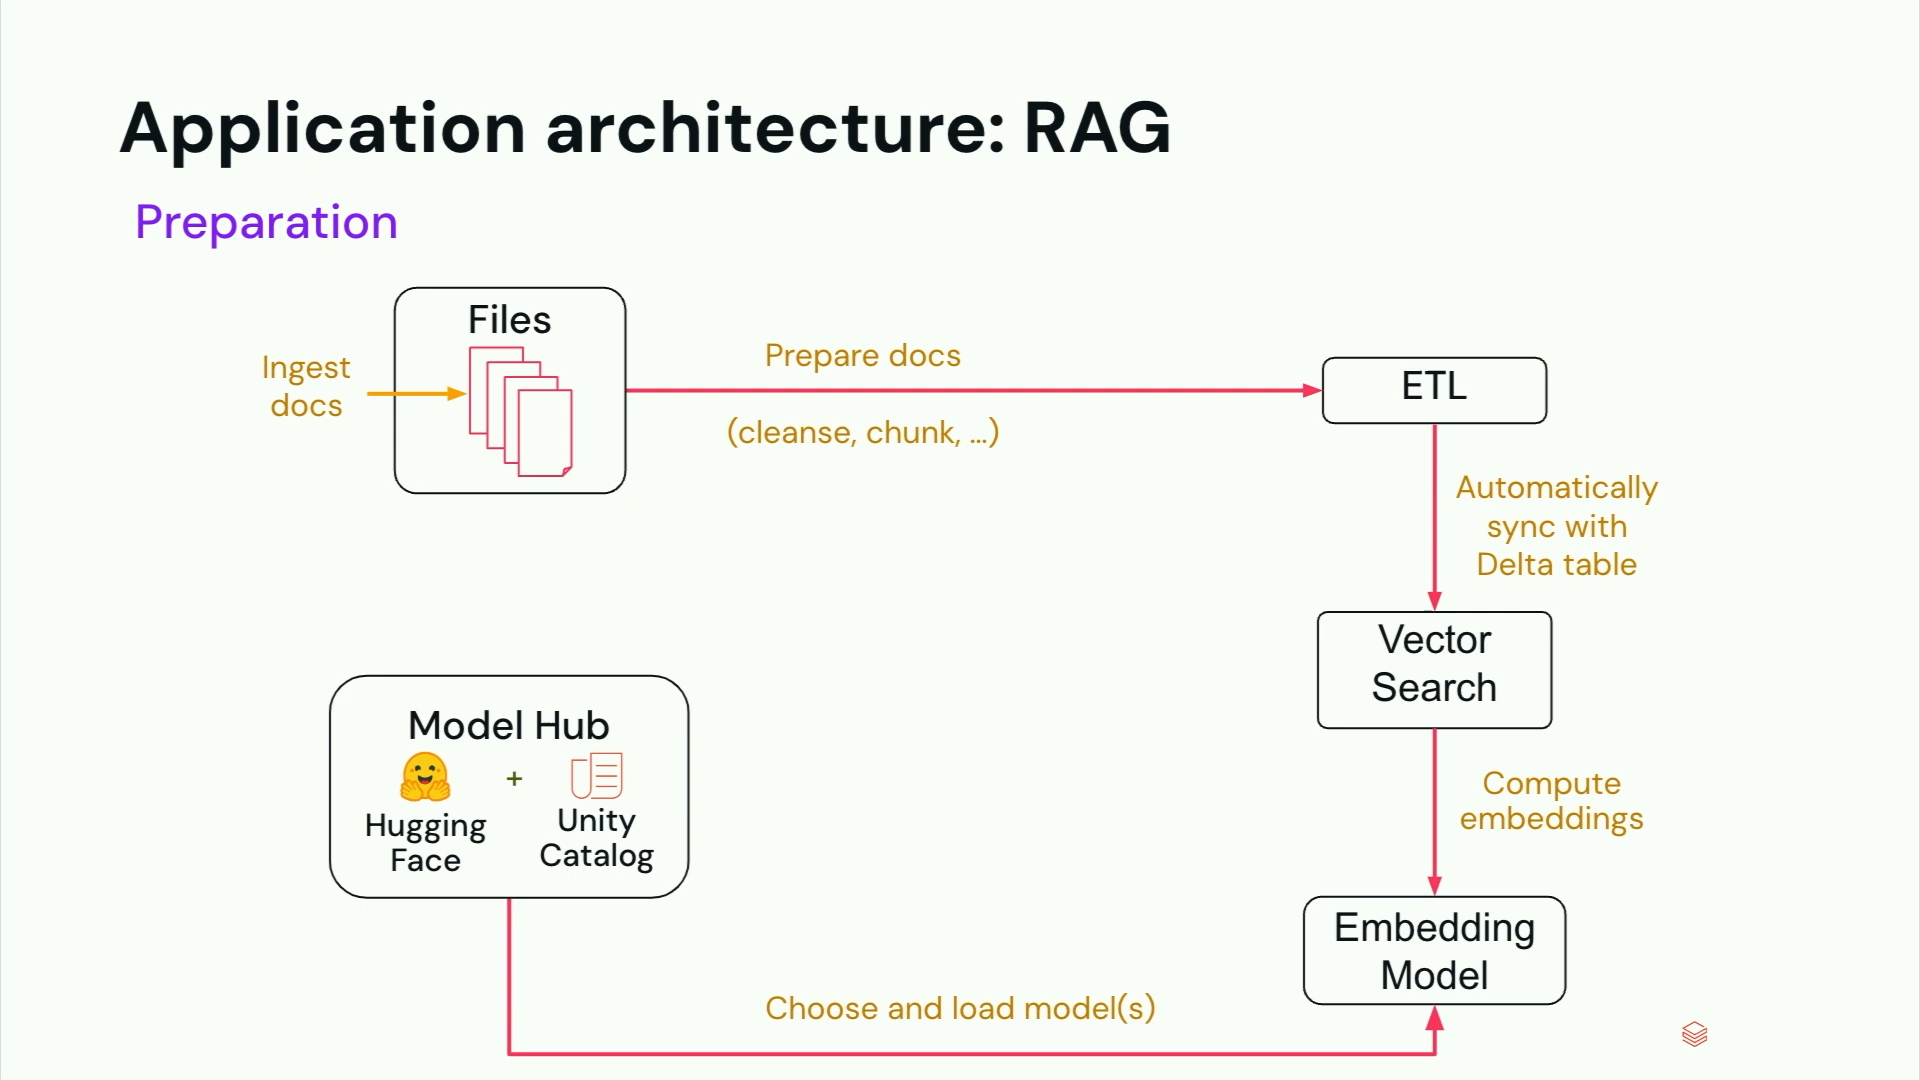 Application architecture: RAG
Preparation
Files
Ingest
docs
Prepare docs
(cleanse, chunk, ...)
ETL
Automatically
sync with
Delta table
Vector
Search
Model Hub
+
Hugging
Face
Unity
Catalog
Compute
embeddings
Embedding
Model
Choose and load model(s)